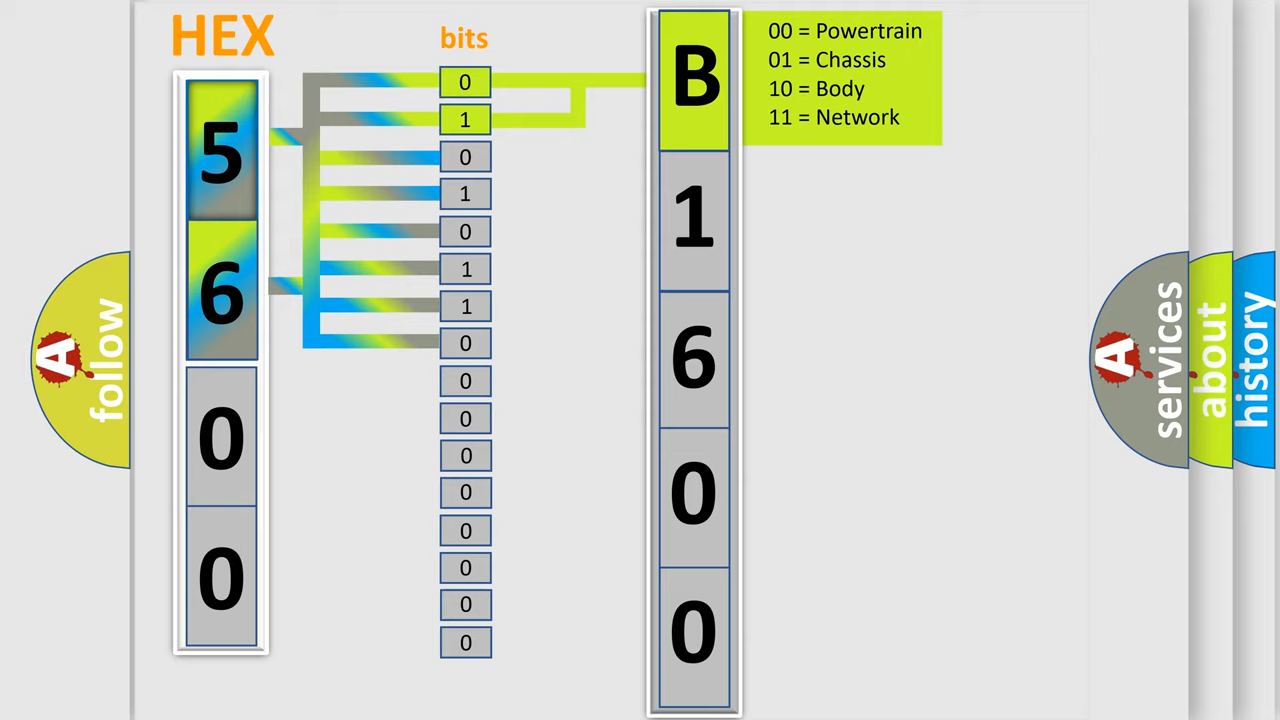 HEX
bits
5
6
0
0
0
1
0
1
0
1
1
0
0
0
0
0
0
0
0
0
B
1
6
0
0
00 = Powertrain
01 = Chassis
10 = Body
11 = Network
A follow
A services
about
history